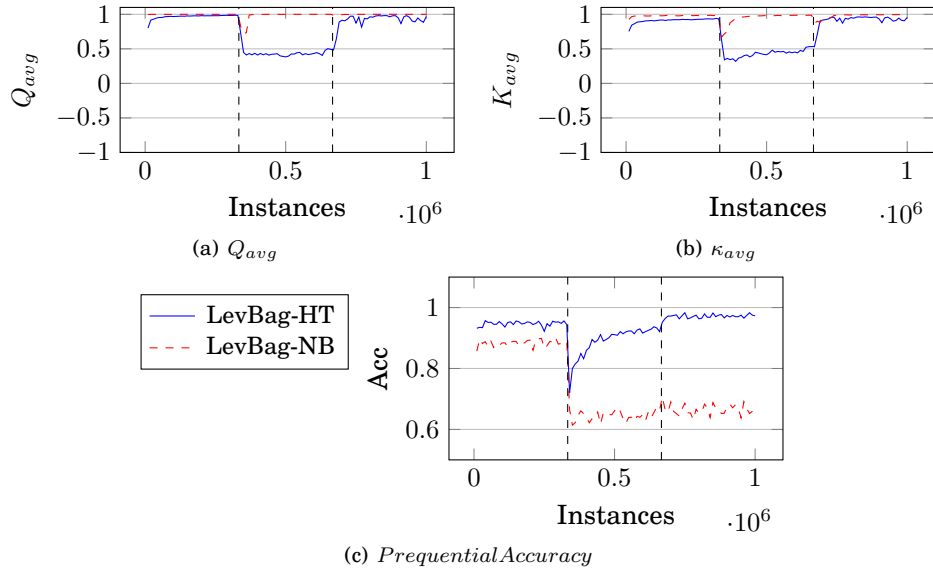 1
0.5
0
−0.5
−1
Q_avg
0
0.5
1
·10^6
Instances
(a) Q_avg
1
0.5
0
−0.5
−1
K_avg
0
0.5
1
·10^6
Instances
(b) κ_avg
LevBag-HT
LevBag-NB
1
0.8
0.6
Acc
0
0.5
1
·10^6
Instances
(c) PrequentialAccuracy